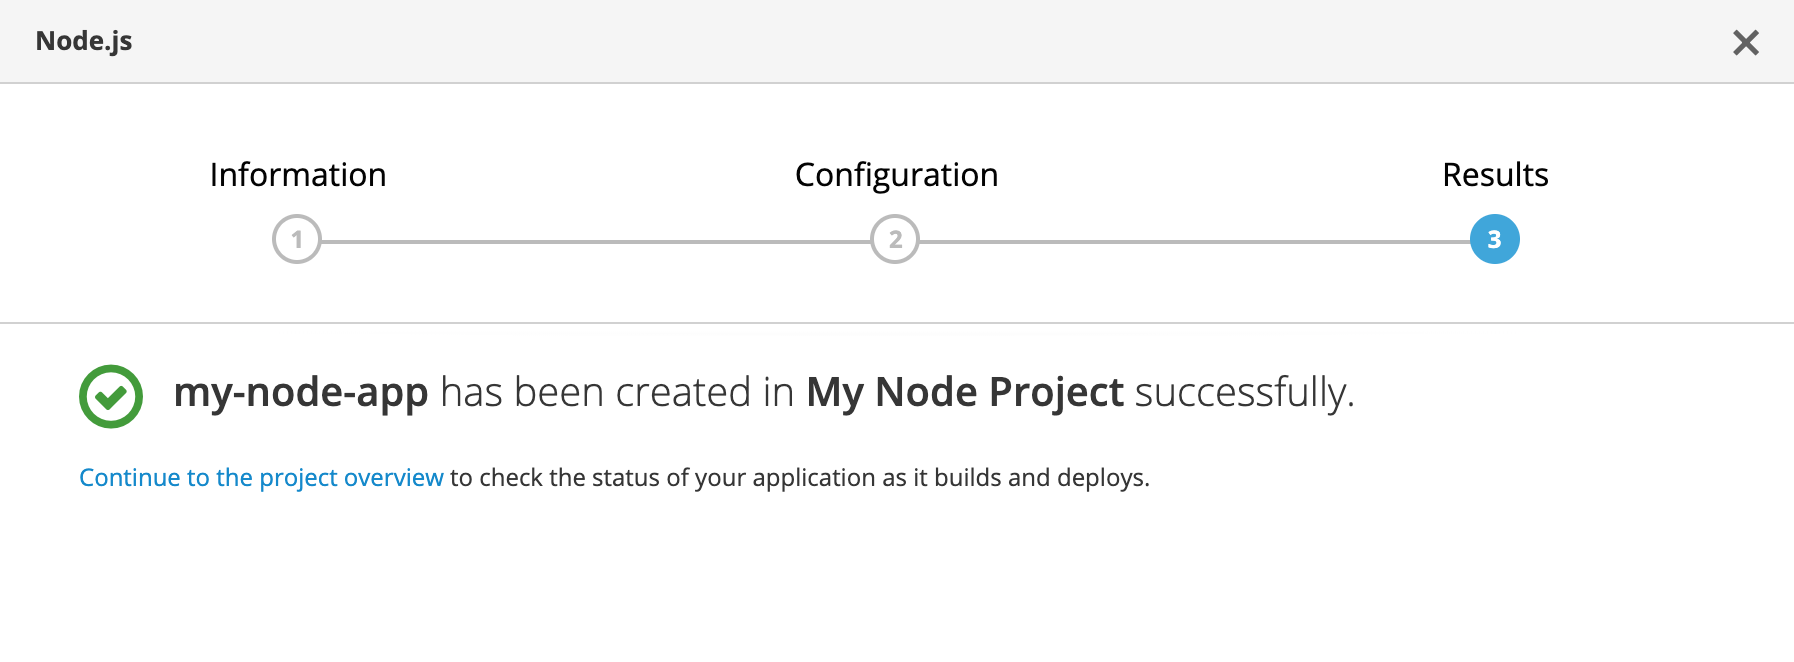 Node.js
Information Configuration Results
1 2 3
my-node-app has been created in My Node Project successfully.
Continue to the project overview to check the status of your application as it builds and deploys.